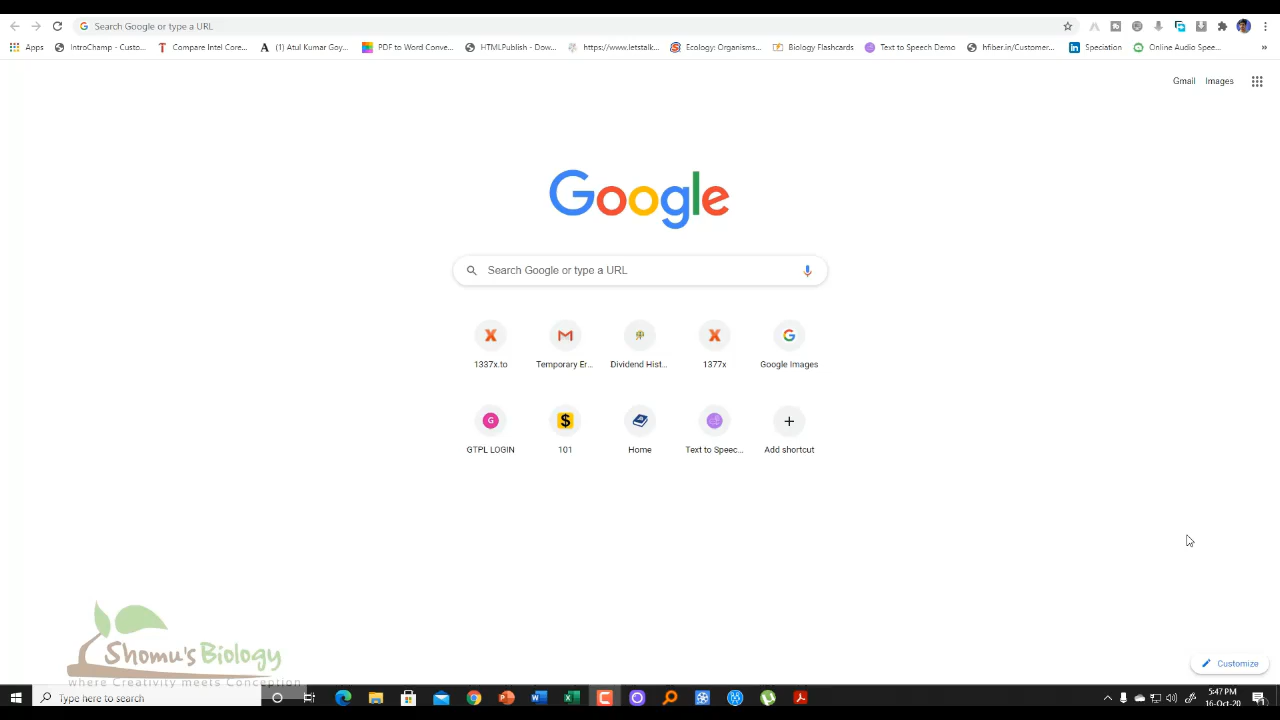 Search Google or type a URL
Apps IntroChamp - Custo... Compare Intel Core... (1) Atul Kumar Goy... PDF to Word Conve... HTMLPublish - Dow... https://www.letstalk... Ecology: Organisms... Biology Flashcards Text to Speech Demo hfiber.in/Customer... Speciation Online Audio Spee... »
Gmail Images
Google
Search Google or type a URL
1337x.to Temporary Er... Dividend Hist... 1377x Google Images
GTPL LOGIN 101 Home Text to Speec... Add shortcut
Shomu's Biology
where Creativity meets Conception
Customize
Type here to search
5:47 PM
16-Oct-20